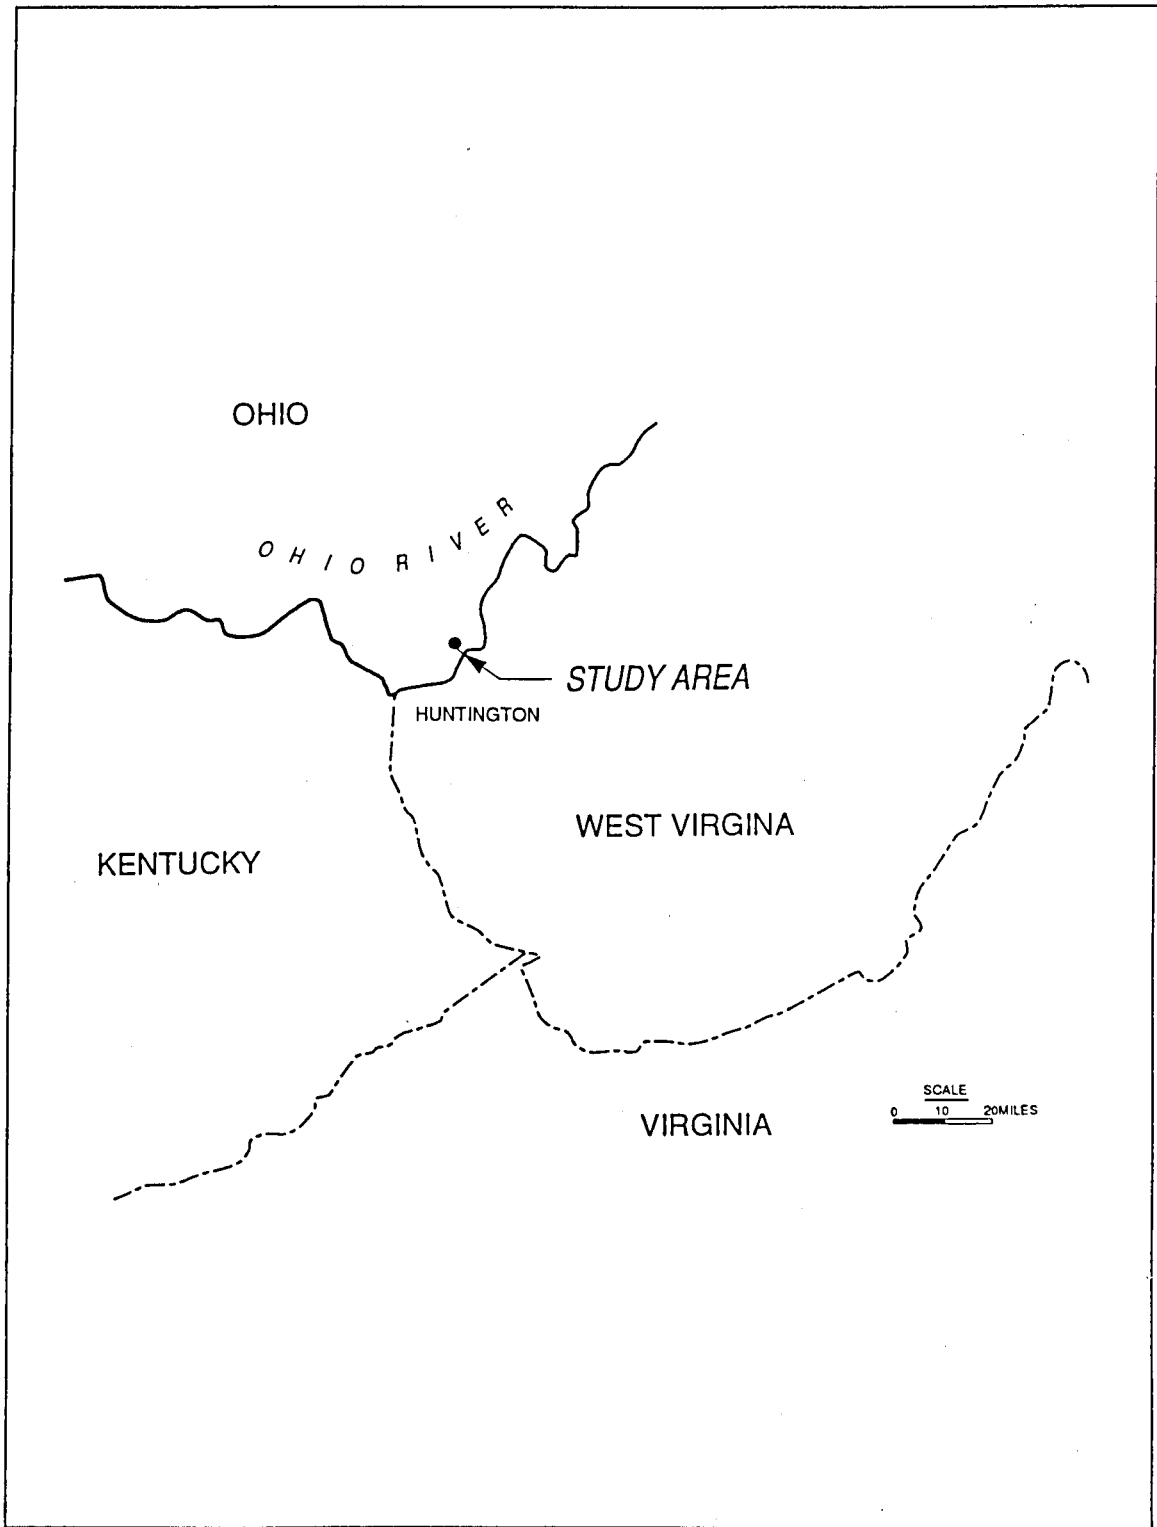 OHIO
OHIO RIVER
STUDY AREA
HUNTINGTON
WEST VIRGINA
KENTUCKY
SCALE
0 10 20MILES
VIRGINIA